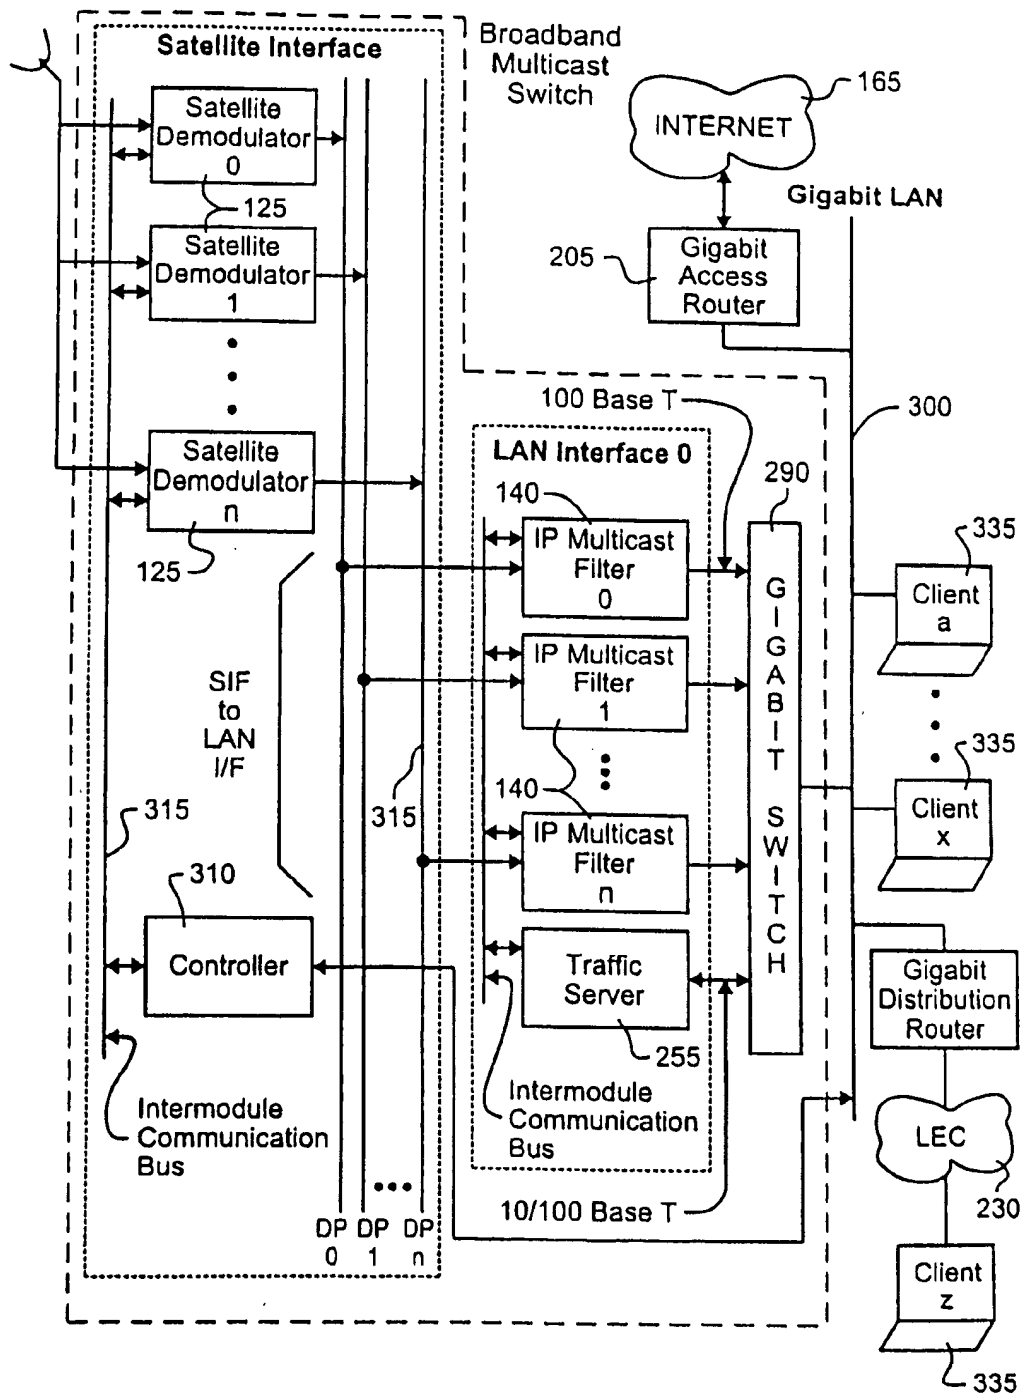 Satellite Interface
Broadband
Multicast
Switch
165
INTERNET
Satellite
Demodulator
0
125
Satellite
Demodulator
1
Gigabit LAN
205
Gigabit
Access
Router
100 Base T
300
Satellite
Demodulator
n
125
LAN Interface 0
290
140
IP Multicast
Filter
0
335
Client
a
IP Multicast
Filter
1
GIGABIT SWITCH
SIF
to
LAN
I/F
315
315
140
335
Client
x
IP Multicast
Filter
n
310
Controller
Traffic
Server
255
Gigabit
Distribution
Router
Intermodule
Communication
Bus
Intermodule
Communication
Bus
LEC
230
10/100 Base T
DP
0
DP
1
DP
n
Client
z
335